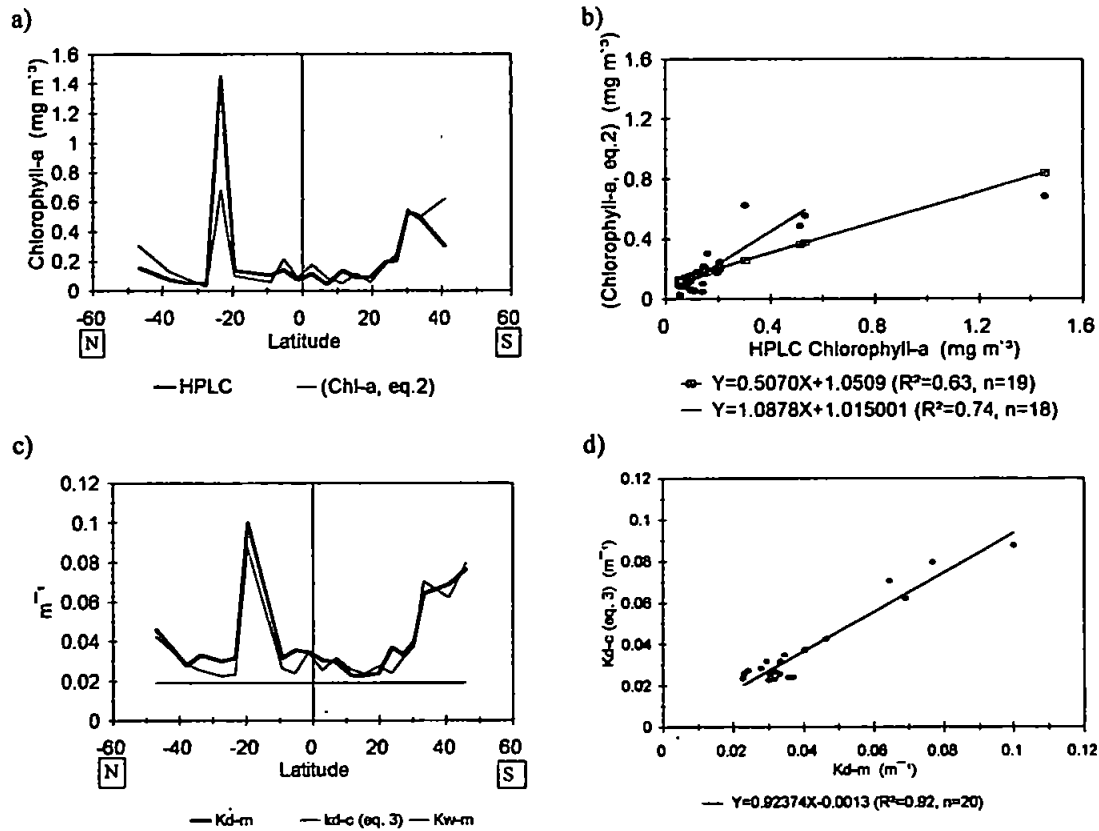 a)
Chlorophyll-a (mg m⁻³)
1.6
1.4
1.2
1
0.8
0.6
0.4
0.2
0
-60 -40 -20 0 20 40 60
N Latitude S
HPLC (Chl-a, eq.2)
b)
(Chlorophyll-a, eq.2) (mg m⁻³)
1.6
1.2
0.8
0.4
0
0 0.4 0.8 1.2 1.6
HPLC Chlorophyll-a (mg m⁻³)
Y=0.5070X+1.0509 (R²=0.63, n=19)
Y=1.0878X+1.015001 (R²=0.74, n=18)
c)
m⁻¹
0.12
0.1
0.08
0.06
0.04
0.02
0
-60 -40 -20 0 20 40 60
N Latitude S
Kd-m kd-c (eq. 3) Kw-m
d)
Kd-c (eq. 3) (m⁻¹)
0.12
0.1
0.08
0.06
0.04
0.02
0
0 0.02 0.04 0.06 0.08 0.1 0.12
Kd-m (m⁻¹)
Y=0.92374X-0.0013 (R²=0.92, n=20)